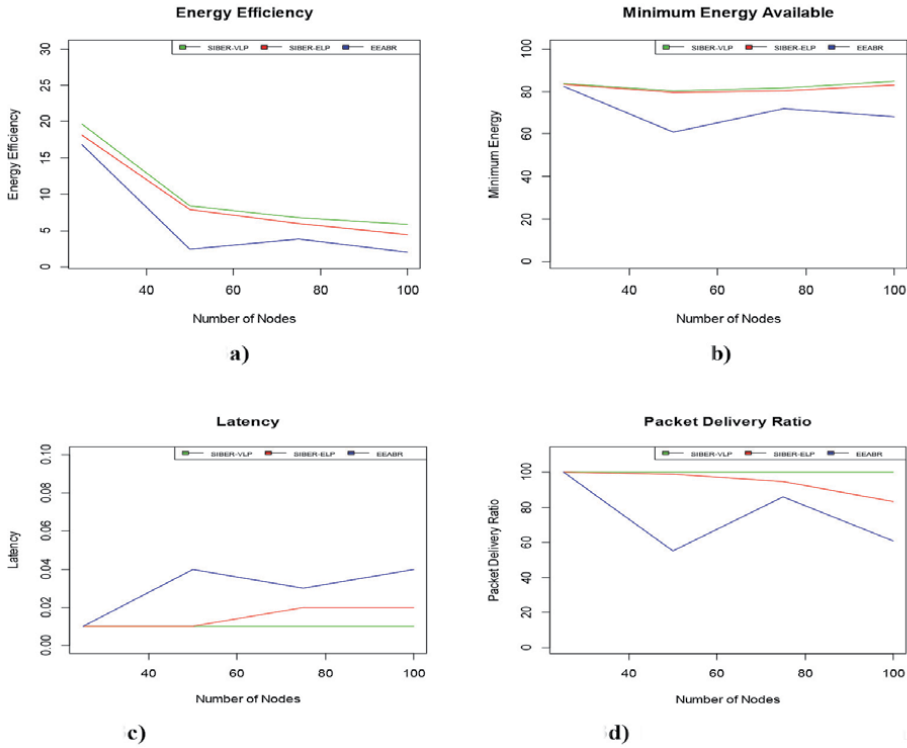 Energy Efficiency
SIBER-VLP SIBER-ELP EEABR
30
25
20
15
10
5
0
Energy Efficiency
40 60 80 100
Number of Nodes
a)
Minimum Energy Available
SIBER-VLP SIBER-ELP EEABR
100
80
60
40
20
0
Minimum Energy
40 60 80 100
Number of Nodes
b)
Latency
SIBER-VLP SIBER-ELP EEABR
0.10
0.08
0.06
0.04
0.02
0.00
Latency
40 60 80 100
Number of Nodes
c)
Packet Delivery Ratio
SIBER-VLP SIBER-ELP EEABR
100
80
60
40
20
0
Packet Delivery Ratio
40 60 80 100
Number of Nodes
d)